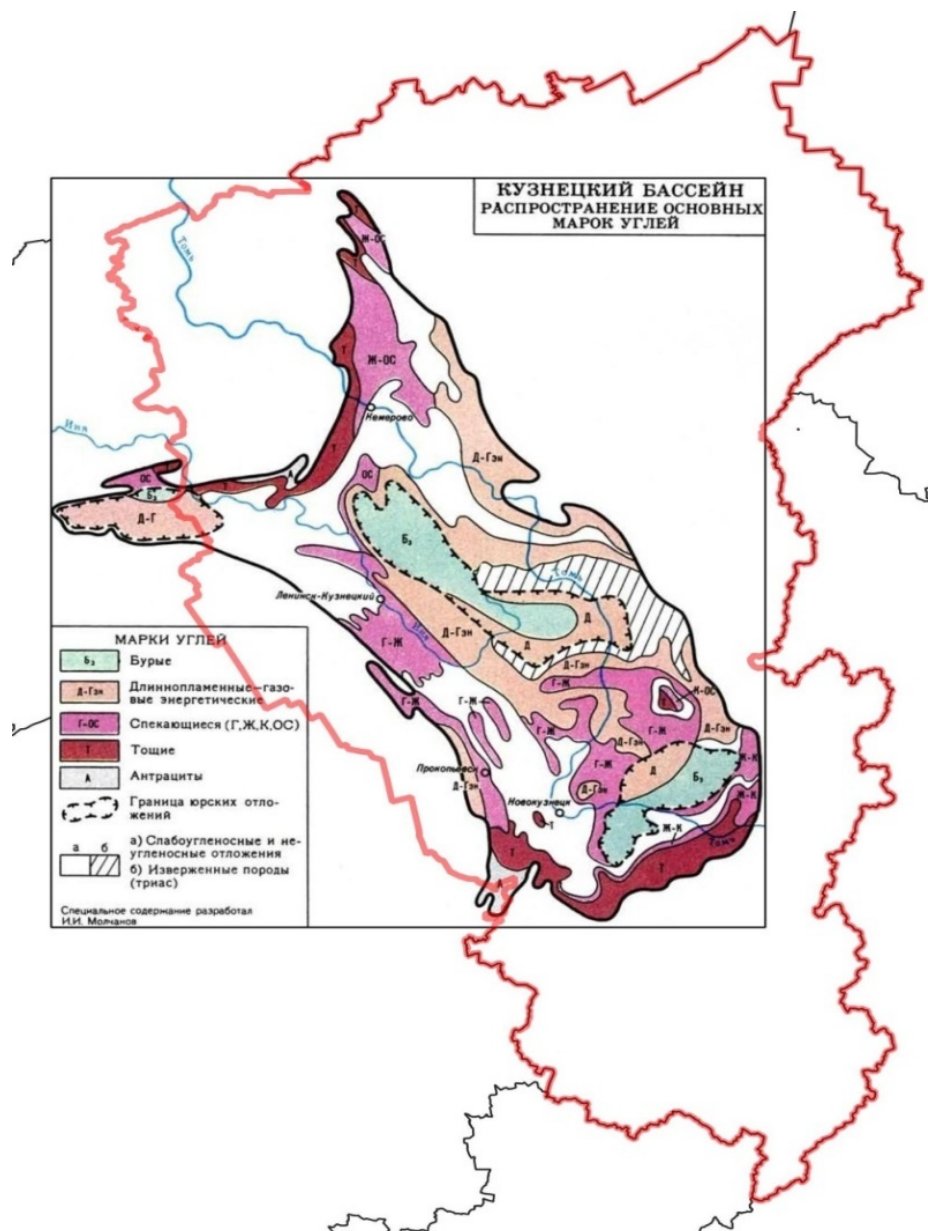 КУЗНЕЦКИЙ БАССЕЙН
РАСПРОСТРАНЕНИЕ ОСНОВНЫХ
МАРОК УГЛЕЙ
Т
Ж-ОС
Томь
Т
Т
Ж-ОС
Кемерово
Иня
Д-Гэн
Т
А
ОС
ОС
Т
Б₃
Д-Г
Б₃
Томь
Ленинск-Кузнецкий
Иня
Д-Гэн
Д
Д
Г-Ж
Д-Гэн
Г-Ж
К-ОС
Т
Г-Ж
Г-Ж
Г-Ж
Г-Ж
Д-Гэн
Д-Гэн
Прокопьевск
Г-Ж
Д
Б₃
Ж-К
Д-Гэн
Д-Гэн
Новокузнецк
Т
Ж-К
Ж-К
Томь
Т
Т
А
МАРКИ УГЛЕЙ
Б₃ Бурые
Д-Гэн Длиннопламенные-газовые энергетические
Г-ОС Спекающиеся (Г,Ж,К,ОС)
Т Тощие
А Антрациты
Граница юрских отло-
жений
а б а) Слабоугленосные и не-
угленосные отложения
б) Изверженные породы
(триас)
Специальное содержание разработал
И.И. Молчанов